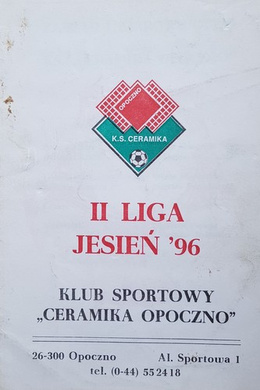 OPOCZNO
K.S. CERAMIKA
II LIGA
JESIEŃ '96
KLUB SPORTOWY
„CERAMIKA OPOCZNO”
26-300 Opoczno Al. Sportowa 1
tel. (0-44) 552418